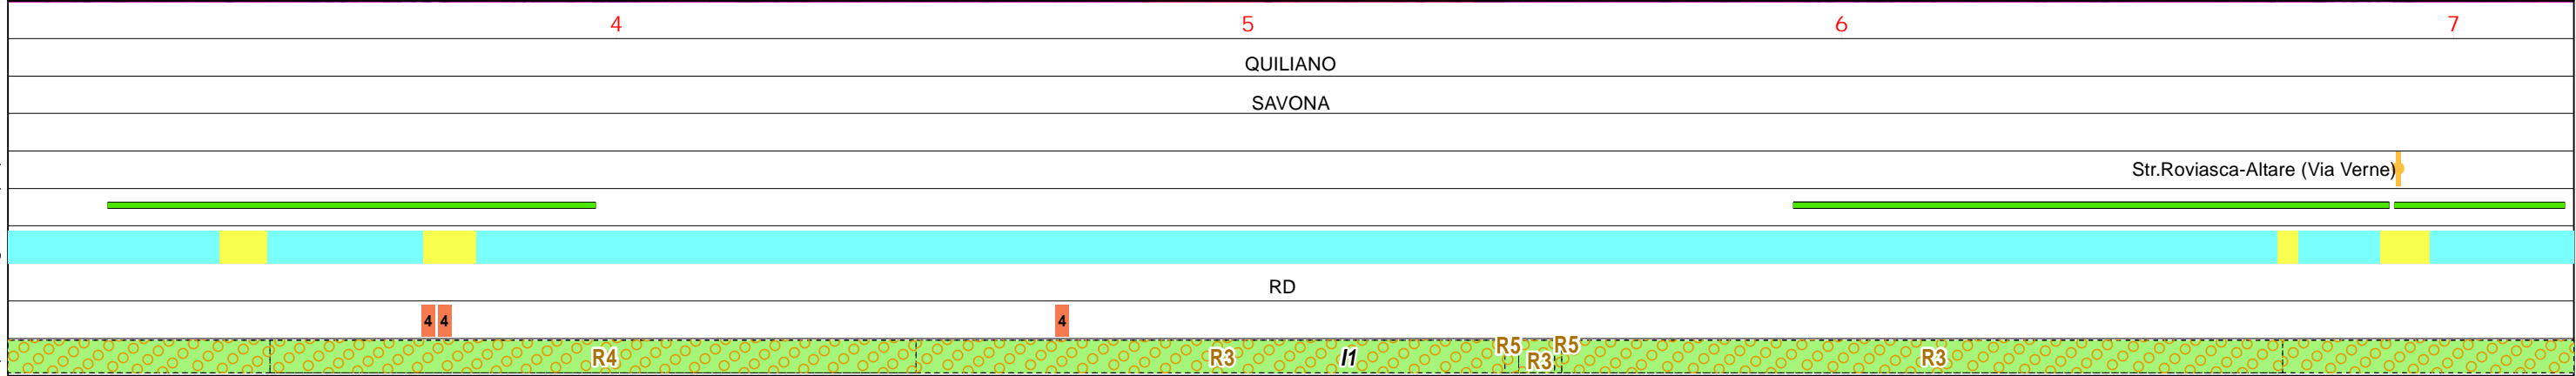 4 5 6 7
QUILIANO
SAVONA
Str.Roviasca-Altare (Via Verne)
RD
4 4 4
R4 R3 I1 R5 R3 R5 R3